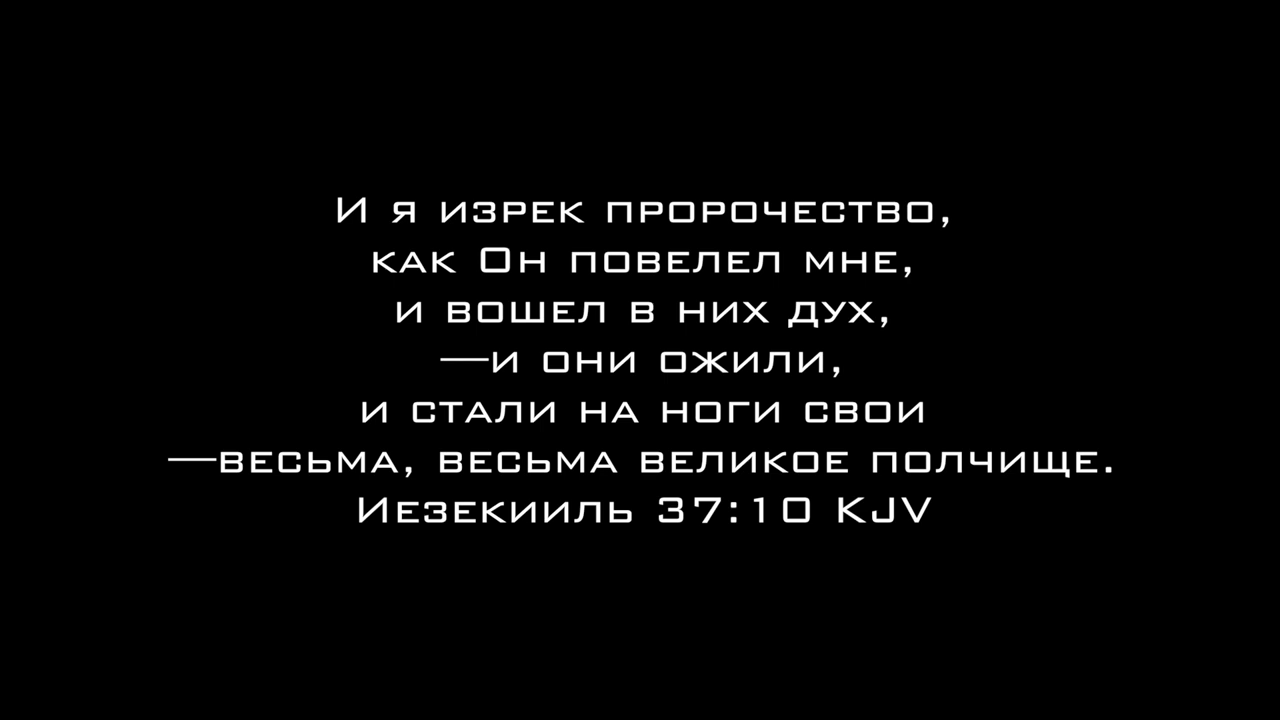 И я изрек пророчество,
как Он повелел мне,
и вошел в них дух,
—и они ожили,
и стали на ноги свои
—весьма, весьма великое полчище.
Иезекииль 37:10 KJV